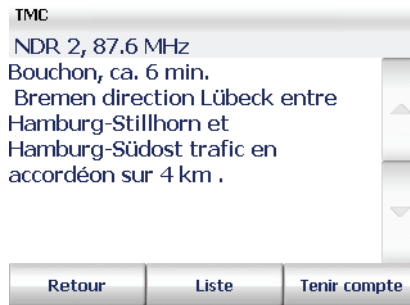 TMC
NDR 2, 87.6 MHz
Bouchon, ca. 6 min.
Bremen direction Lübeck entre
Hamburg-Stillhorn et
Hamburg-Südost trafic en
accordéon sur 4 km .
Retour
Liste
Tenir compte